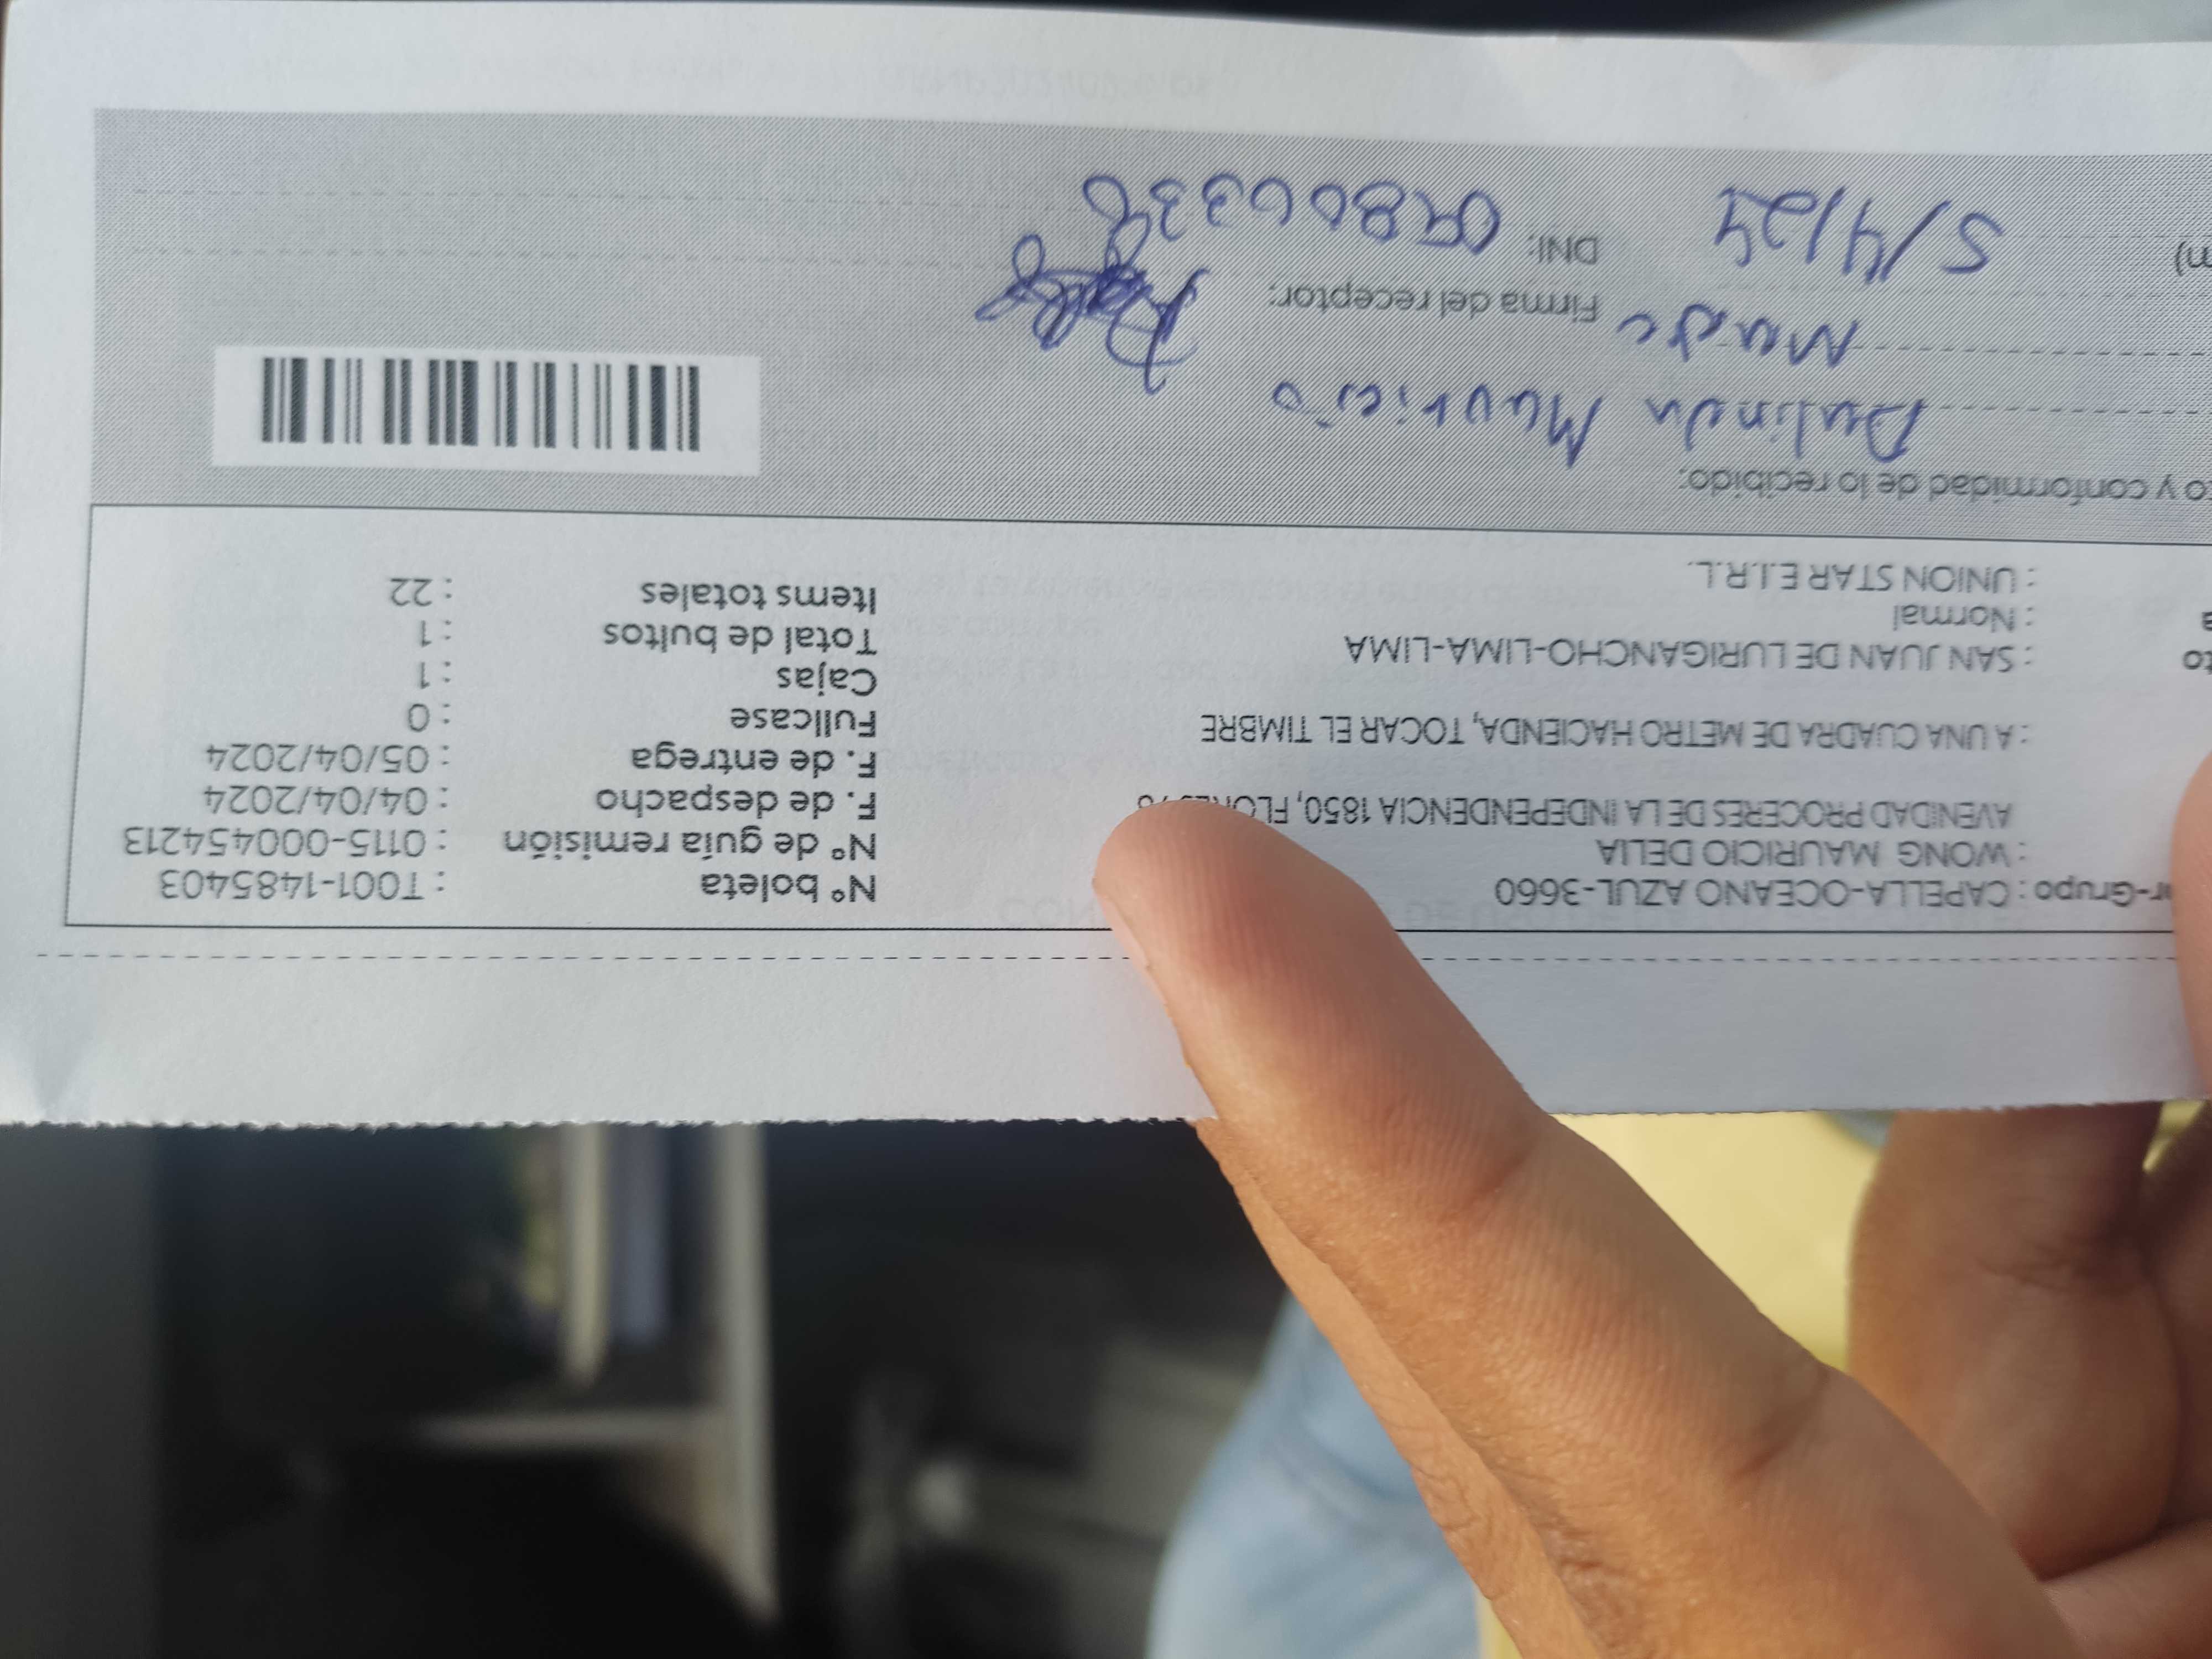 r-Grupo : CAPELLA-OCEANO AZUL-3660
: WONG MAURICIO DELIA
AVENIDAD PROCERES DE LA INDEPENDENCIA 1850,
: A UNA CUADRA DE METRO HACIENDA, TOCAR EL TIMBRE
to : SAN JUAN DE LURIGANCHO-LIMA-LIMA
a : Normal
: UNION STAR E.I.R.L.
N° boleta : T001-1485403
N° de guía remisión : 0115-000454213
F. de despacho : 04/04/2024
F. de entrega : 05/04/2024
Fullcase : 0
Cajas : 1
Total de bultos : 1
Items totales : 22
to y conformidad de lo recibido:
Mauricio
Firma del receptor:
m) 5/4/24 DNI: